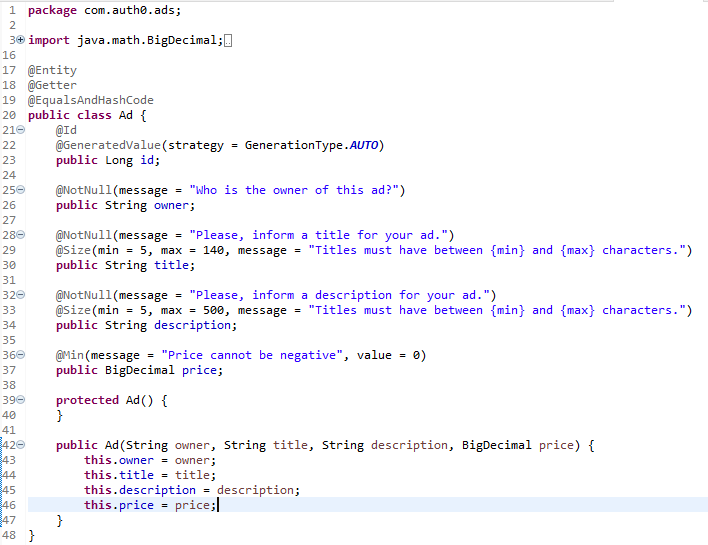 1 package com.auth0.ads;
2
3 import java.math.BigDecimal;
16
17 @Entity
18 @Getter
19 @EqualsAndHashCode
20 public class Ad {
21 @Id
22 @GeneratedValue(strategy = GenerationType.AUTO)
23 public Long id;
24
25 @NotNull(message = "Who is the owner of this ad?")
26 public String owner;
27
28 @NotNull(message = "Please, inform a title for your ad.")
29 @Size(min = 5, max = 140, message = "Titles must have between {min} and {max} characters.")
30 public String title;
31
32 @NotNull(message = "Please, inform a description for your ad.")
33 @Size(min = 5, max = 500, message = "Titles must have between {min} and {max} characters.")
34 public String description;
35
36 @Min(message = "Price cannot be negative", value = 0)
37 public BigDecimal price;
38
39 protected Ad() {
40 }
41
42 public Ad(String owner, String title, String description, BigDecimal price) {
43 this.owner = owner;
44 this.title = title;
45 this.description = description;
46 this.price = price;
47 }
48 }